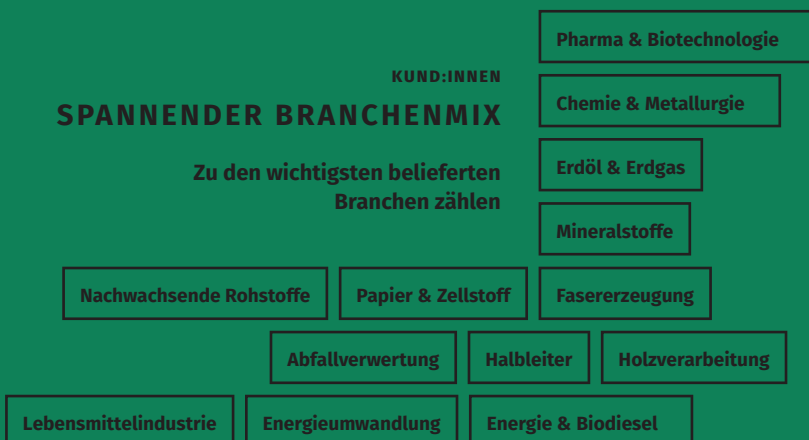 KUND:INNEN
SPANNENDER BRANCHENMIX
Zu den wichtigsten belieferten
Branchen zählen
Pharma & Biotechnologie
Chemie & Metallurgie
Erdöl & Erdgas
Mineralstoffe
Nachwachsende Rohstoffe
Papier & Zellstoff
Fasererzeugung
Abfallverwertung
Halbleiter
Holzverarbeitung
Lebensmittelindustrie
Energieumwandlung
Energie & Biodiesel